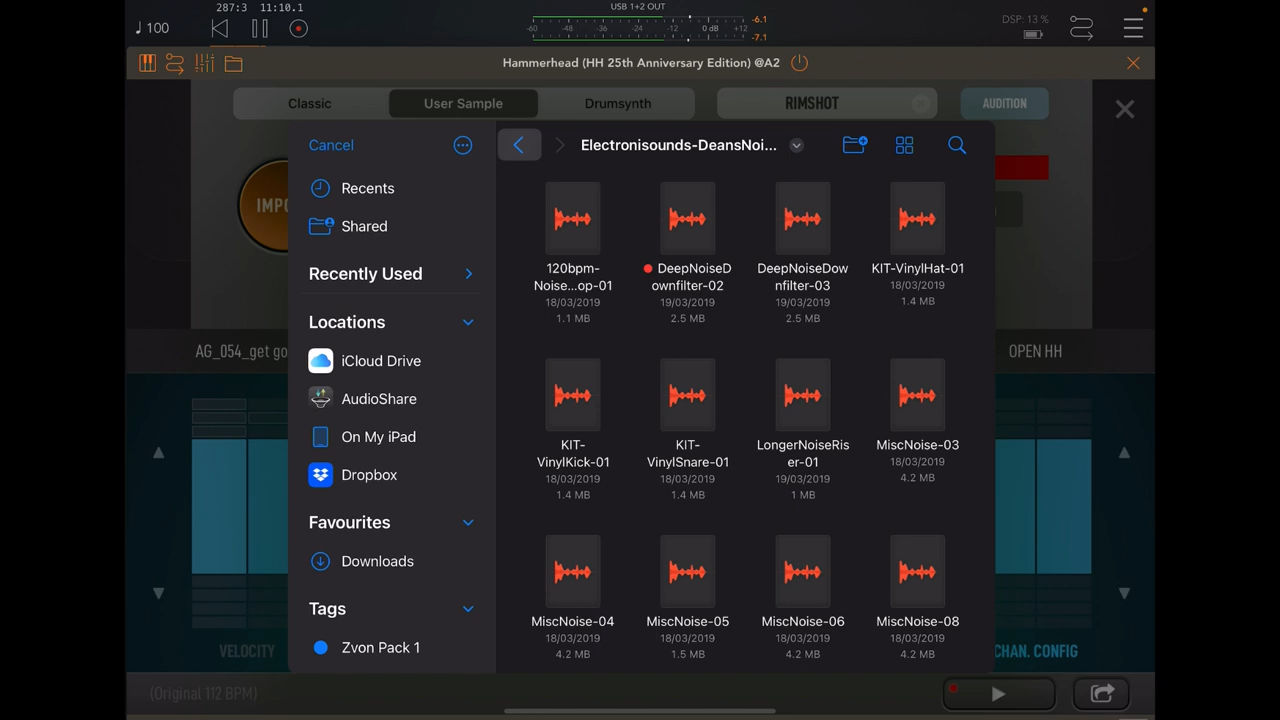 287:3 11:10.1
♩100
USB 1+2 OUT
-6.1
-60 -48 -36 -24 -12 0 dB +12
-7.1
DSP: 13 %
Hammerhead (HH 25th Anniversary Edition) @A2
Classic
User Sample
Drumsynth
RIMSHOT
AUDITION
Cancel
Electronisounds-DeansNoi...
IMPO
Recents
Shared
Recently Used
Locations
iCloud Drive
AudioShare
On My iPad
Dropbox
Favourites
Downloads
Tags
Zvon Pack 1
120bpm-
Noise...op-01
18/03/2019
1.1 MB
DeepNoiseD
ownfilter-02
19/03/2019
2.5 MB
DeepNoiseDow
nfilter-03
19/03/2019
2.5 MB
KIT-VinylHat-01
18/03/2019
1.4 MB
KIT-
VinylKick-01
18/03/2019
1.4 MB
KIT-
VinylSnare-01
18/03/2019
1.4 MB
LongerNoiseRis
er-01
19/03/2019
1 MB
MiscNoise-03
18/03/2019
4.2 MB
MiscNoise-04
18/03/2019
4.2 MB
MiscNoise-05
18/03/2019
1.5 MB
MiscNoise-06
18/03/2019
4.2 MB
MiscNoise-08
18/03/2019
4.2 MB
AG_054_get go
OPEN HH
VELOCITY
CHAN. CONFIG
(Original 112 BPM)